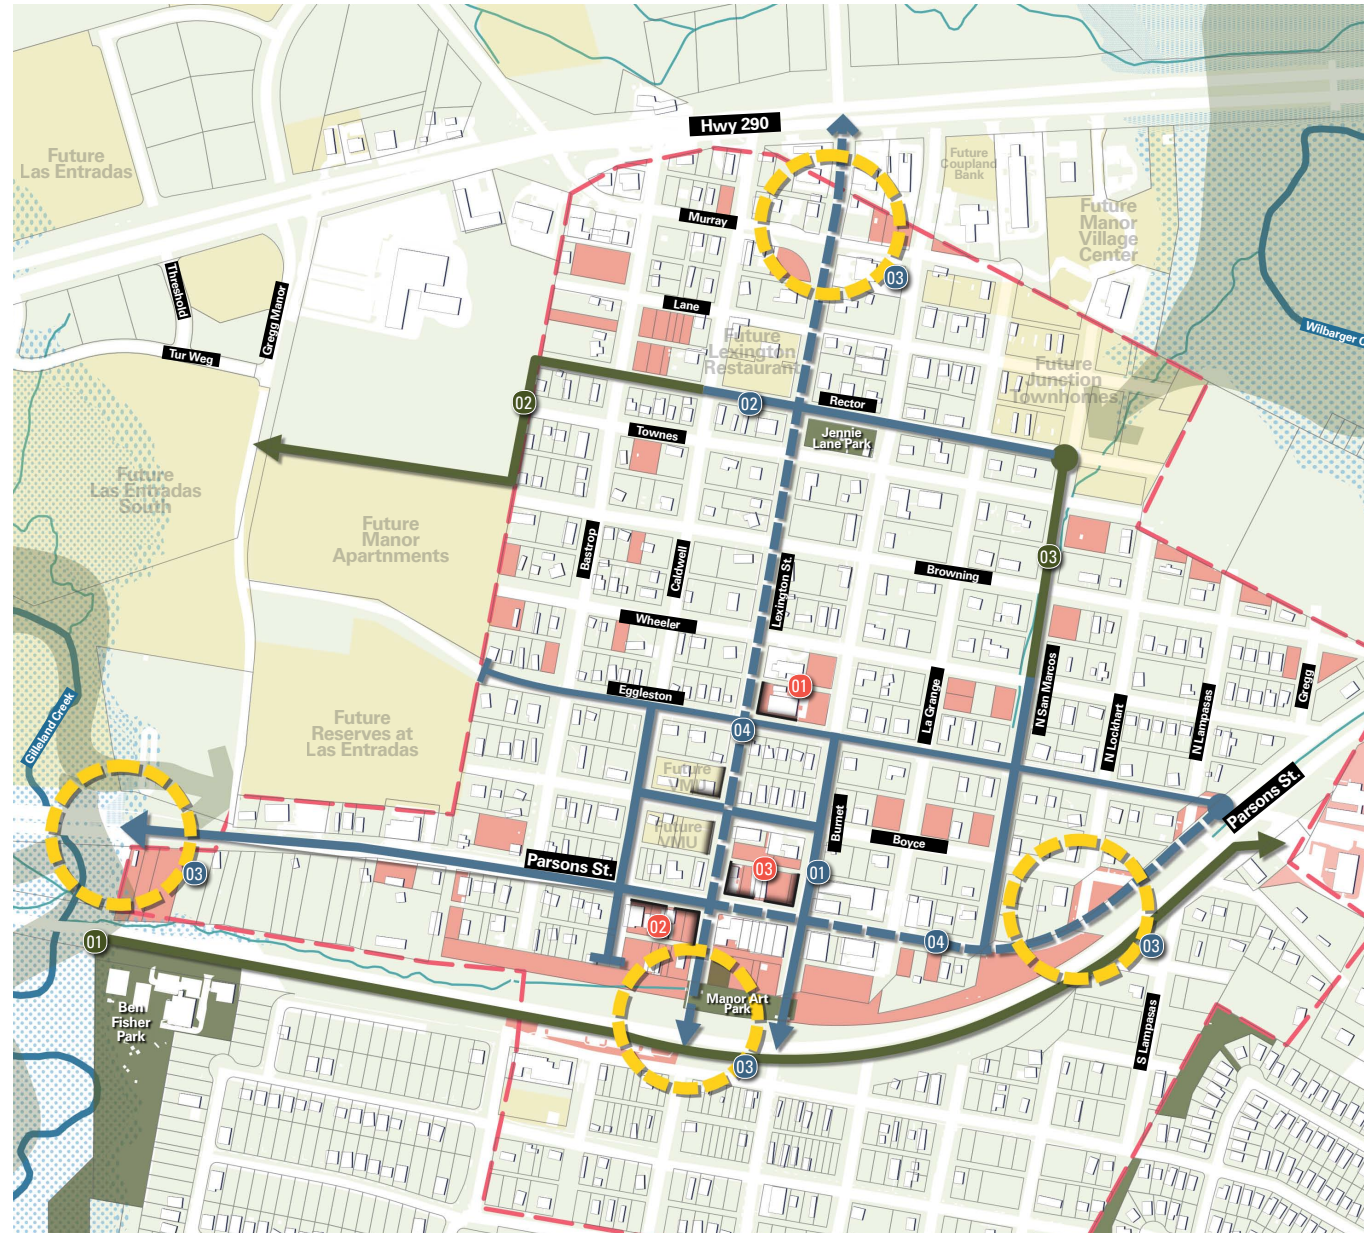 Hwy 290
Future
Las Entradas
Future
Coupland
Bank
Murray
Future
Manor
Village
Center
Threshold
Gregg Manor
03
Lane
Wilbarger C
Tur Weg
Future
Lexington
Restaurant
Future
Junction
Townhomes
02
02
Rector
Townes
Jennie
Lane Park
Future
Las Entradas
South
Future
Manor
Apartnments
Bastrop
Caldwell
Lexington St.
Browning
03
Wheeler
Eggleston
01
La Grange
N San Marcos
N Lockhart
N Lampasas
Gregg
Gilleland Creek
Future
Reserves at
Las Entradas
04
Future
VMU
Future
VMU
Burnet
Boyce
Parsons St.
Parsons St.
03
03
01
02
04
03
01
Ben
Fisher
Park
Manor Art
Park
S Lampasas
03